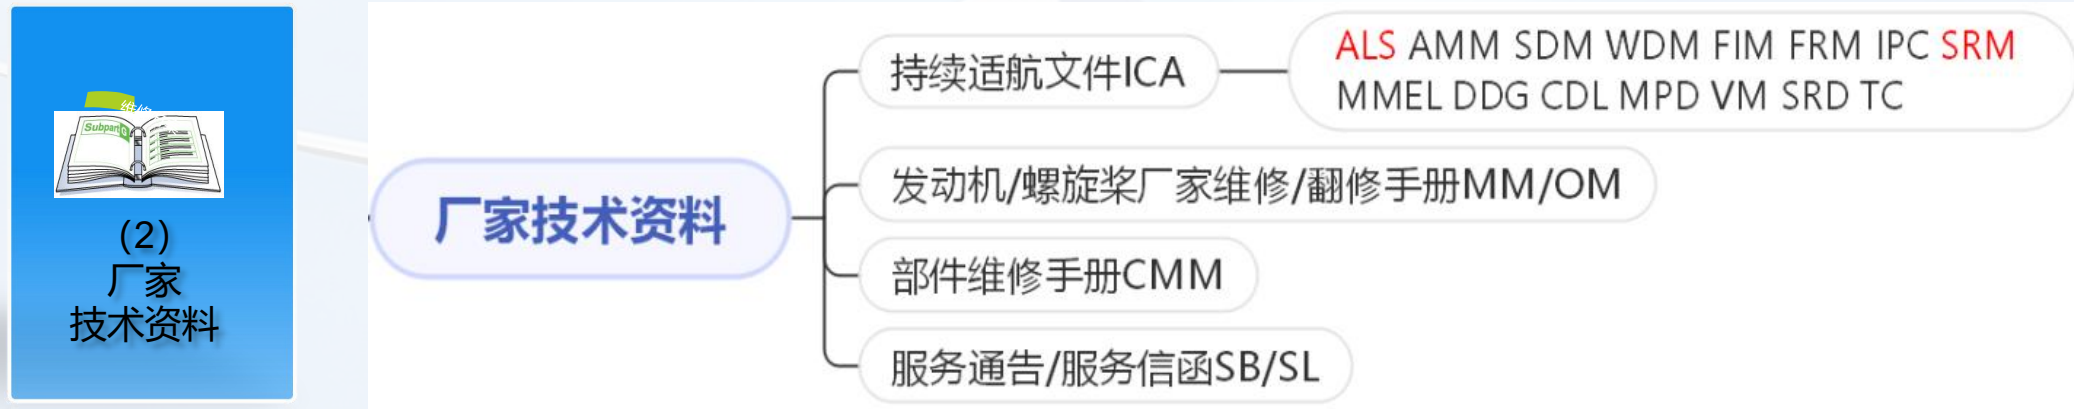 维修
Subpart G
(2)
厂家
技术资料
厂家技术资料
持续适航文件ICA
ALS AMM SDM WDM FIM FRM IPC SRM
MMEL DDG CDL MPD VM SRD TC
发动机/螺旋桨厂家维修/翻修手册MM/OM
部件维修手册CMM
服务通告/服务信函SB/SL